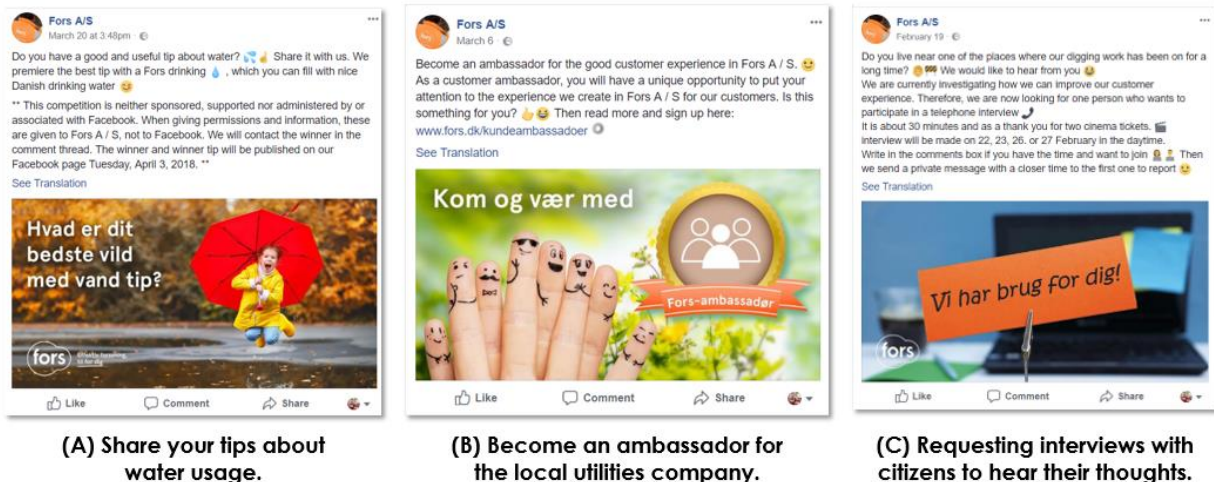 Fors A/S
March 20 at 3:48pm
Do you have a good and useful tip about water? 💦☝️ Share it with us. We
premiere the best tip with a Fors drinking 💧 , which you can fill with nice
Danish drinking water 😊
** This competition is neither sponsored, supported nor administered by or
associated with Facebook. When giving permissions and information, these
are given to Fors A / S, not to Facebook. We will contact the winner in the
comment thread. The winner and winner tip will be published on our
Facebook page Tuesday, April 3, 2018. **
See Translation
Hvad er dit
bedste vild
med vand tip?
fors
Like Comment Share
(A) Share your tips about
water usage.
Fors A/S
March 6
Become an ambassador for the good customer experience in Fors A / S. 😀
As a customer ambassador, you will have a unique opportunity to put your
attention to the experience we create in Fors A / S for our customers. Is this
something for you? 👍😄 Then read more and sign up here:
www.fors.dk/kundeambassadoer
See Translation
Kom og vær med
Fors-ambassadør
Like Comment Share
(B) Become an ambassador for
the local utilities company.
Fors A/S
February 19
Do you live near one of the places where our digging work has been on for a
long time? We would like to hear from you 😀
We are currently investigating how we can improve our customer
experience. Therefore, we are now looking for one person who wants to
participate in a telephone interview 📞
It is about 30 minutes and as a thank you for two cinema tickets. 🎬
Interview will be made on 22, 23, 26. or 27 February in the daytime.
Write in the comments box if you have the time and want to join Then
we send a private message with a closer time to the first one to report 😀
See Translation
Vi har brug for dig!
fors
Like Comment Share
(C) Requesting interviews with
citizens to hear their thoughts.